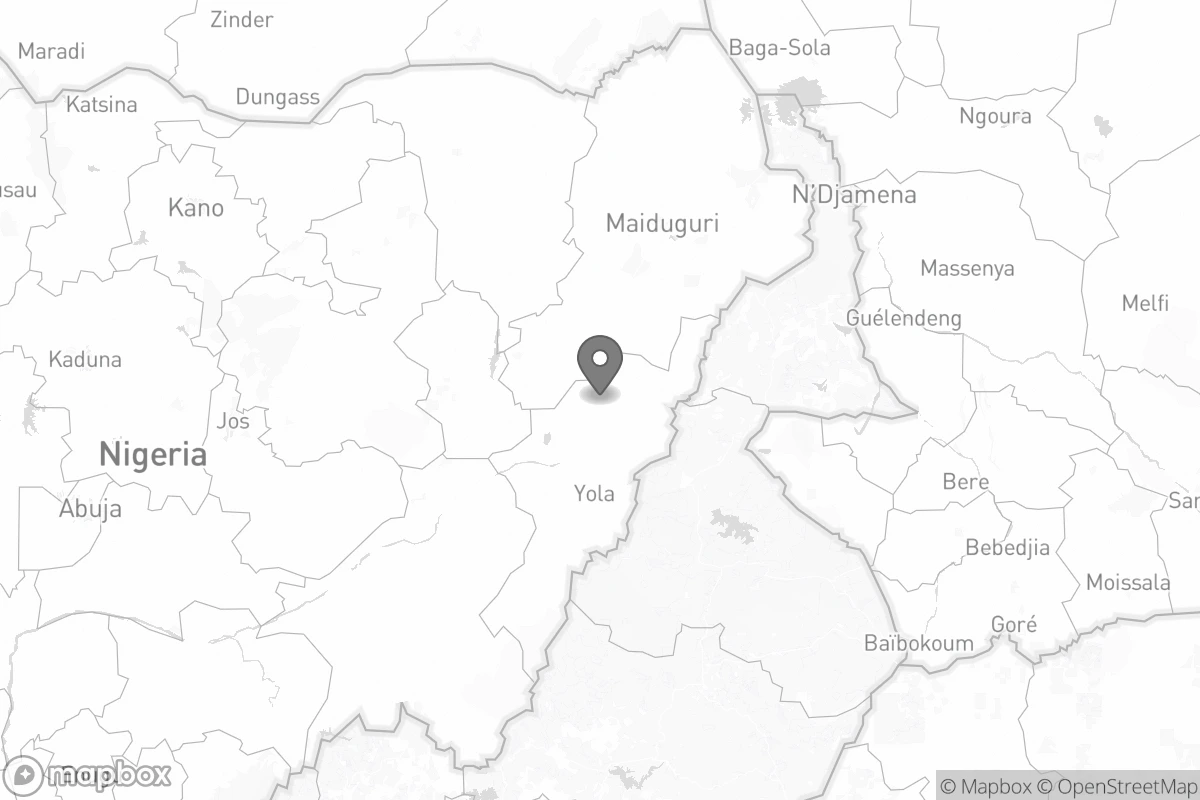 Zinder
Maradi
Baga-Sola
Katsina
Dungass
Ngoura
usau
Kano
N'Djamena
Maiduguri
Massenya
Melfi
Guélendeng
Kaduna
Jos
Nigeria
Abuja
Yola
Bere
Sar
Bebedjia
Moissala
Goré
Baïbokoum
mapbox
© Mapbox © OpenStreetMap